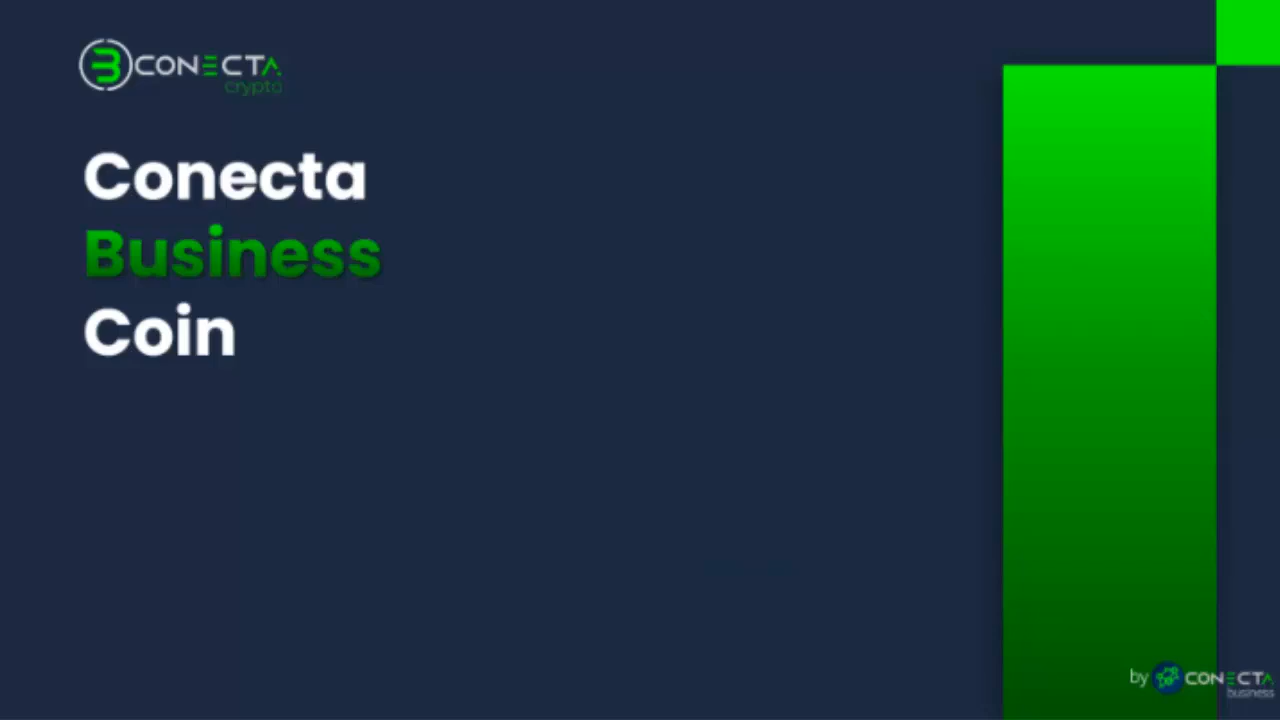 CONECTA
crypto
Conecta
Business
Coin
by CONECTA
business